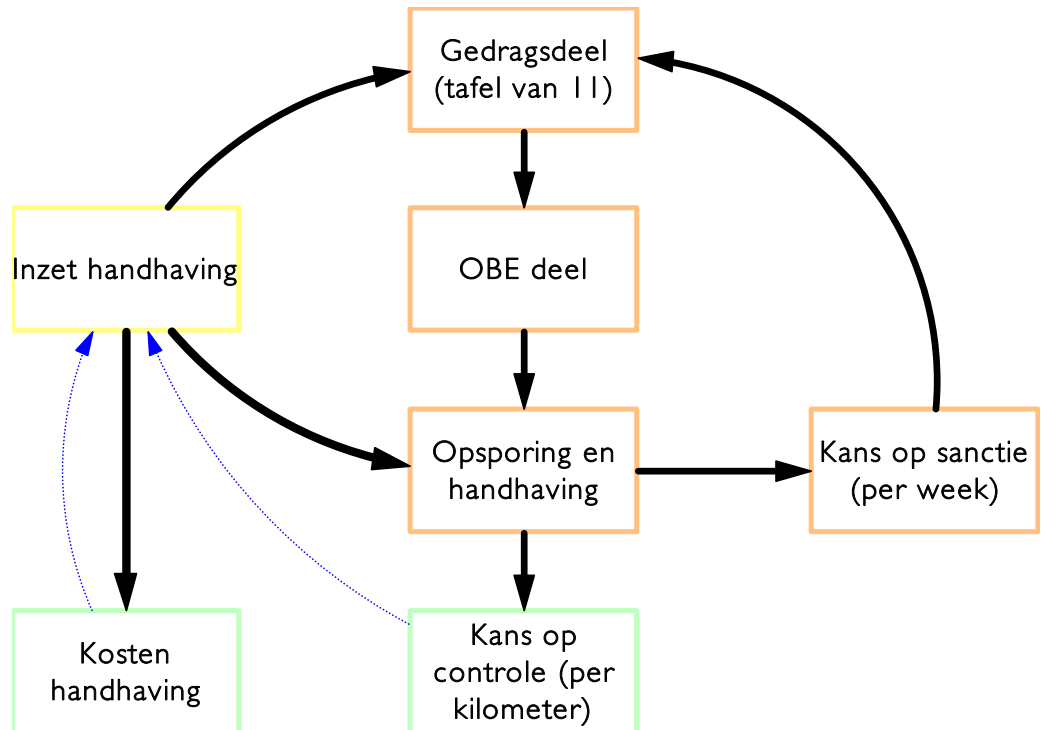 Gedragsdeel
(tafel van 11)
Inzet handhaving
OBE deel
Opsporing en
handhaving
Kans op sanctie
(per week)
Kosten
handhaving
Kans op
controle (per
kilometer)